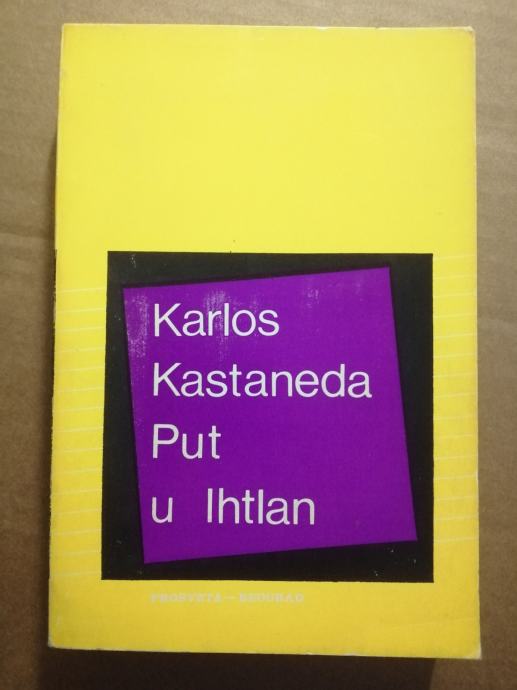 Karlos
Kastaneda
Put
u Ihtlan
PROSVETA — BEOGRAD